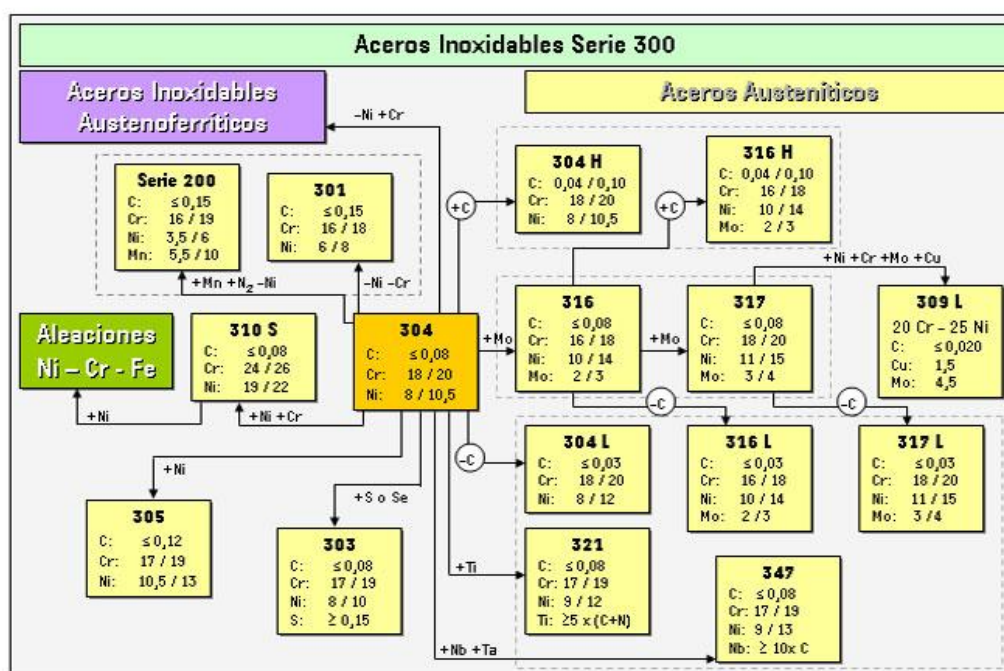 Aceros Inoxidables Serie 300
Aceros Inoxidables
Austenoferríticos
Aceros Austeníticos
-Ni +Cr
304 H
C: 0,04 / 0,10
Cr: 18 / 20
Ni: 8 / 10,5
316 H
C: 0,04 / 0,10
Cr: 16 / 18
Ni: 10 / 14
Mo: 2 / 3
Serie 200
C: ≤0,15
Cr: 16 / 19
Ni: 3,5 / 6
Mn: 5,5 / 10
301
C: ≤0,15
Cr: 16 / 18
Ni: 6 / 8
+C
+C
+Mn +N2 -Ni
-Ni -Cr
+Ni +Cr +Mo +Cu
Aleaciones
Ni – Cr - Fe
310 S
C: ≤0,08
Cr: 24 / 26
Ni: 19 / 22
304
C: ≤0,08
Cr: 18 / 20
Ni: 8 / 10,5
+Mo
316
C: ≤0,08
Cr: 16 / 18
Ni: 10 / 14
Mo: 2 / 3
+Mo
317
C: ≤0,08
Cr: 18 / 20
Ni: 11 / 15
Mo: 3 / 4
309 L
20 Cr - 25 Ni
C: ≤0,020
Cu: 1,5
Mo: 4,5
+Ni
+Ni +Cr
-C
-C
-C
304 L
C: ≤0,03
Cr: 18 / 20
Ni: 8 / 12
316 L
C: ≤0,03
Cr: 16 / 18
Ni: 10 / 14
Mo: 2 / 3
317 L
C: ≤0,03
Cr: 18 / 20
Ni: 11 / 15
Mo: 3 / 4
+Ni
+S o Se
305
C: ≤0,12
Cr: 17 / 19
Ni: 10,5 / 13
303
C: ≤0,08
Cr: 17 / 19
Ni: 8 / 10
S: ≥0,15
+Ti
321
C: ≤0,08
Cr: 17 / 19
Ni: 9 / 12
Ti: ≥5 x (C+N)
347
C: ≤0,08
Cr: 17 / 19
Ni: 9 / 13
Nb: ≥ 10x C
+Nb +Ta